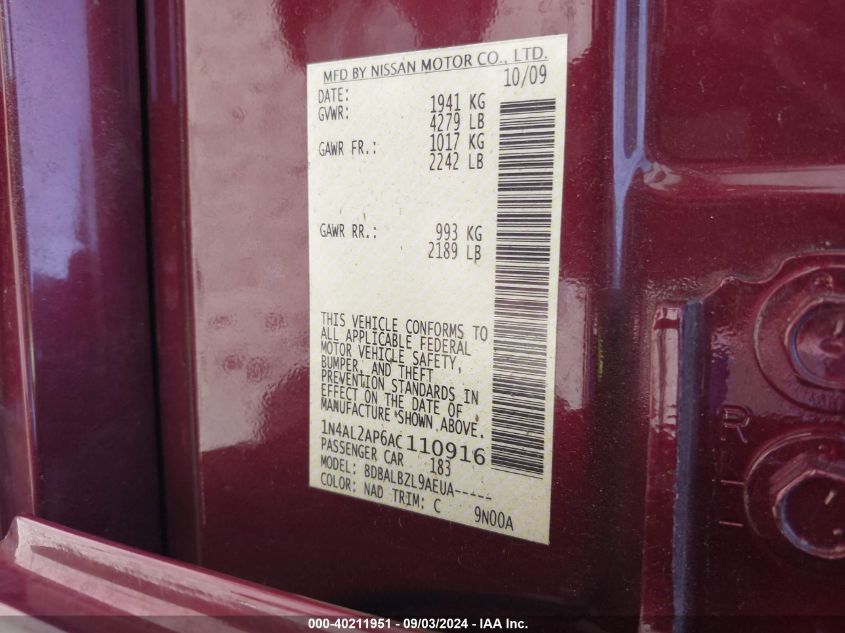 MFD BY NISSAN MOTOR CO., LTD.
DATE: 10/09
GVWR: 1941 KG
4279 LB
GAWR FR.: 1017 KG
2242 LB
GAWR RR.: 993 KG
2189 LB
THIS VEHICLE CONFORMS TO
ALL APPLICABLE FEDERAL
MOTOR VEHICLE SAFETY,
BUMPER, AND THEFT
PREVENTION STANDARDS IN
EFFECT ON THE DATE OF
MANUFACTURE SHOWN ABOVE.
1N4AL2AP6AC110916
PASSENGER CAR 183
MODEL: BDBALBZL9AEUA-----
COLOR: NAD TRIM: C 9N00A
000-40211951 - 09/03/2024 - IAA Inc.